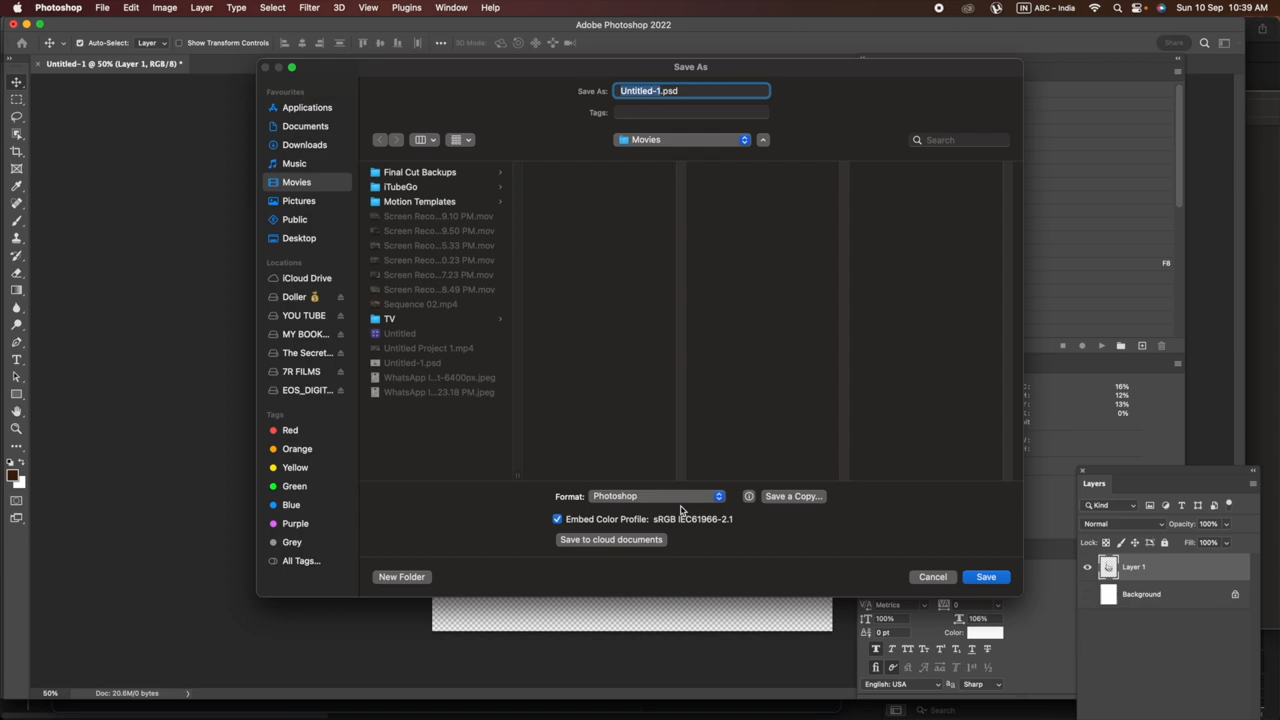 Photoshop File Edit Image Layer Type Select Filter 3D View Plugins Window Help
IN ABC – India Sun 10 Sep 10:39 AM
Adobe Photoshop 2022
Auto-Select: Layer Show Transform Controls 3D Mode: Share
Untitled-1 @ 50% (Layer 1, RGB/8) *
Save As
Save As: Untitled-1.psd
Tags:
Movies
Search
Favourites
Applications
Documents
Downloads
Music
Movies
Pictures
Public
Desktop
Locations
iCloud Drive
Doller
YOU TUBE
MY BOOK...
The Secret...
7R FILMS
EOS_DIGIT...
Tags
Red
Orange
Yellow
Green
Blue
Purple
Grey
All Tags...
Final Cut Backups
iTubeGo
Motion Templates
Screen Reco...9.10 PM.mov
Screen Reco...9.50 PM.mov
Screen Reco...5.33 PM.mov
Screen Reco...0.23 PM.mov
Screen Reco...7.23 PM.mov
Screen Reco...8.49 PM.mov
Sequence 02.mp4
TV
Untitled
Untitled Project 1.mp4
Untitled-1.psd
WhatsApp I...t-6400px.jpeg
WhatsApp I...23.18 PM.jpeg
Format: Photoshop
Save a Copy...
Embed Color Profile: sRGB IEC61966-2.1
Save to cloud documents
New Folder Cancel Save
F8
C: 16%
M: 12%
Y: 13%
K: 0%
Layers
Kind
Normal Opacity: 100%
Lock: Fill: 100%
Layer 1
Background
Metrics 0
100% 106%
0 pt Color:
English: USA Sharp
50% Doc: 20.6M/0 bytes
Search